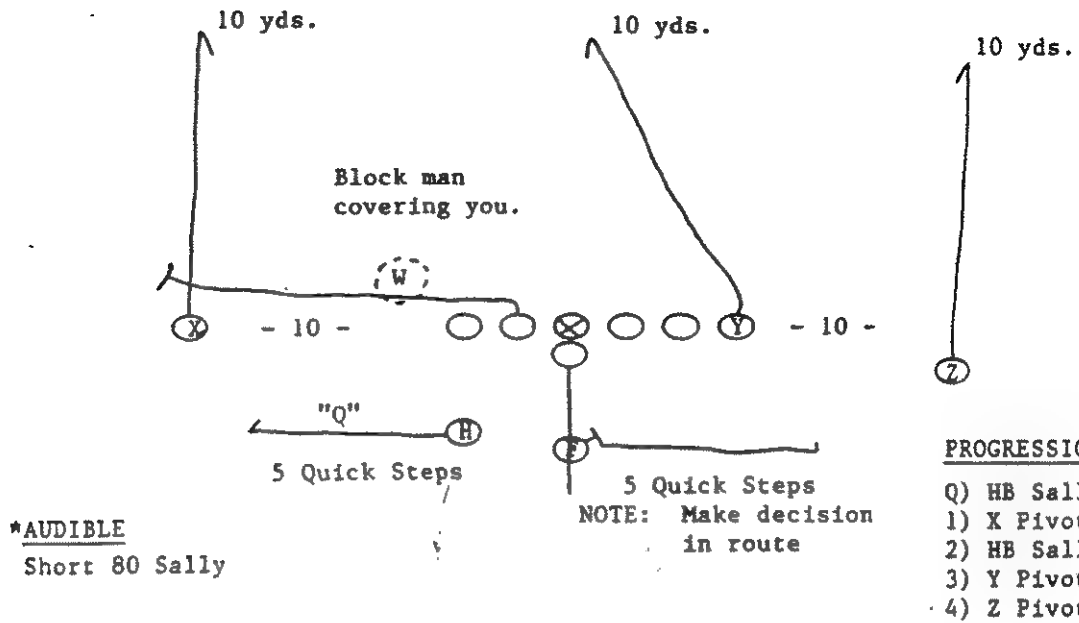 10 yds.
10 yds.
10 yds.
Block man
covering you.
W
X - 10 - Y - 10 -
Z
"Q"
H
F
5 Quick Steps
5 Quick Steps
NOTE: Make decision
in route
*AUDIBLE
Short 80 Sally
PROGRESSIO
Q) HB Sall
1) X Pivot
2) HB Sall
3) Y Pivot
4) Z Pivot